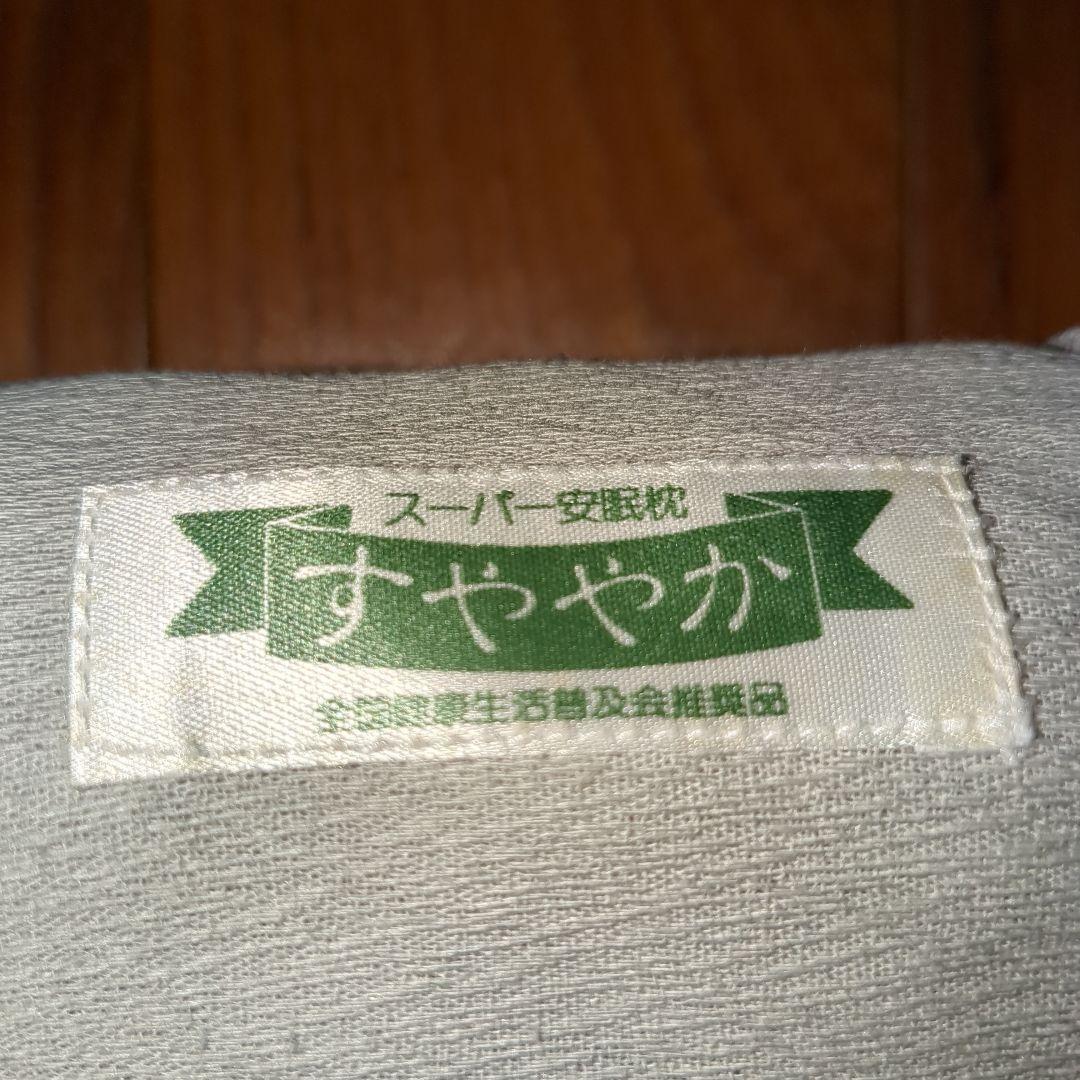 スーパー安眠枕
すややか
全国健康生活普及会推奨品